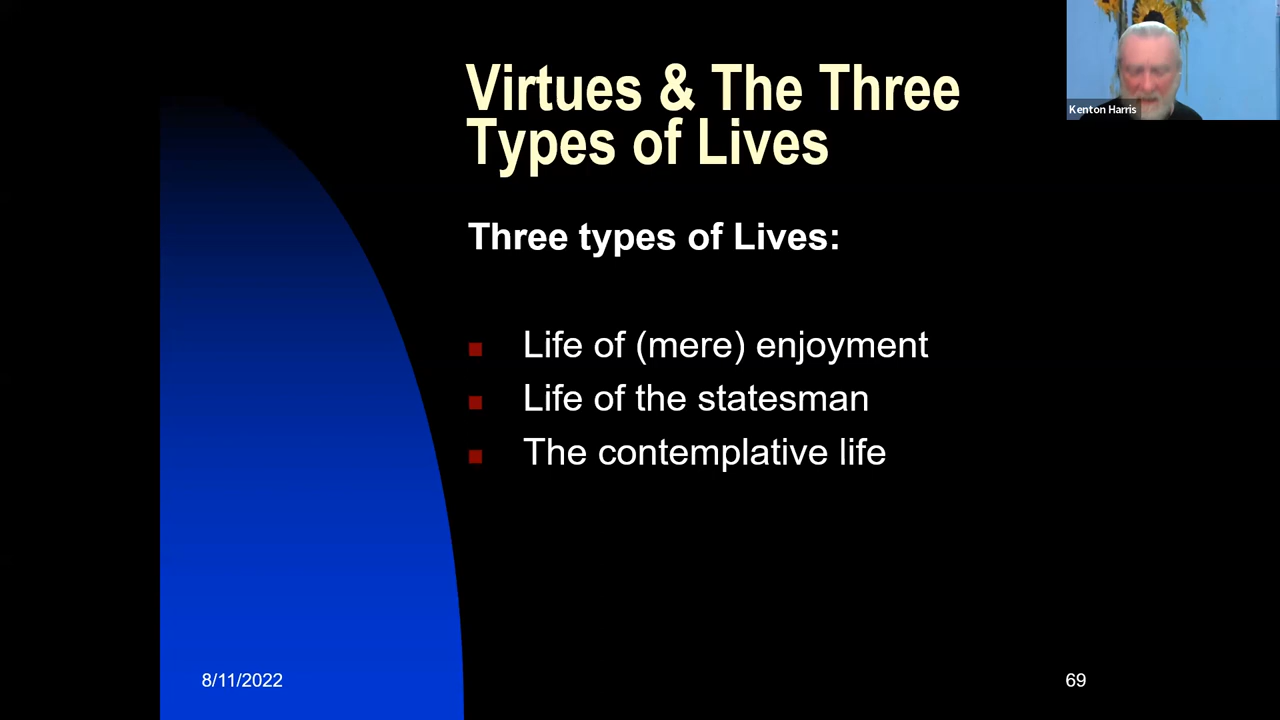 Virtues & The Three
Types of Lives
Kenton Harris
Three types of Lives:
Life of (mere) enjoyment
Life of the statesman
The contemplative life
8/11/2022
69